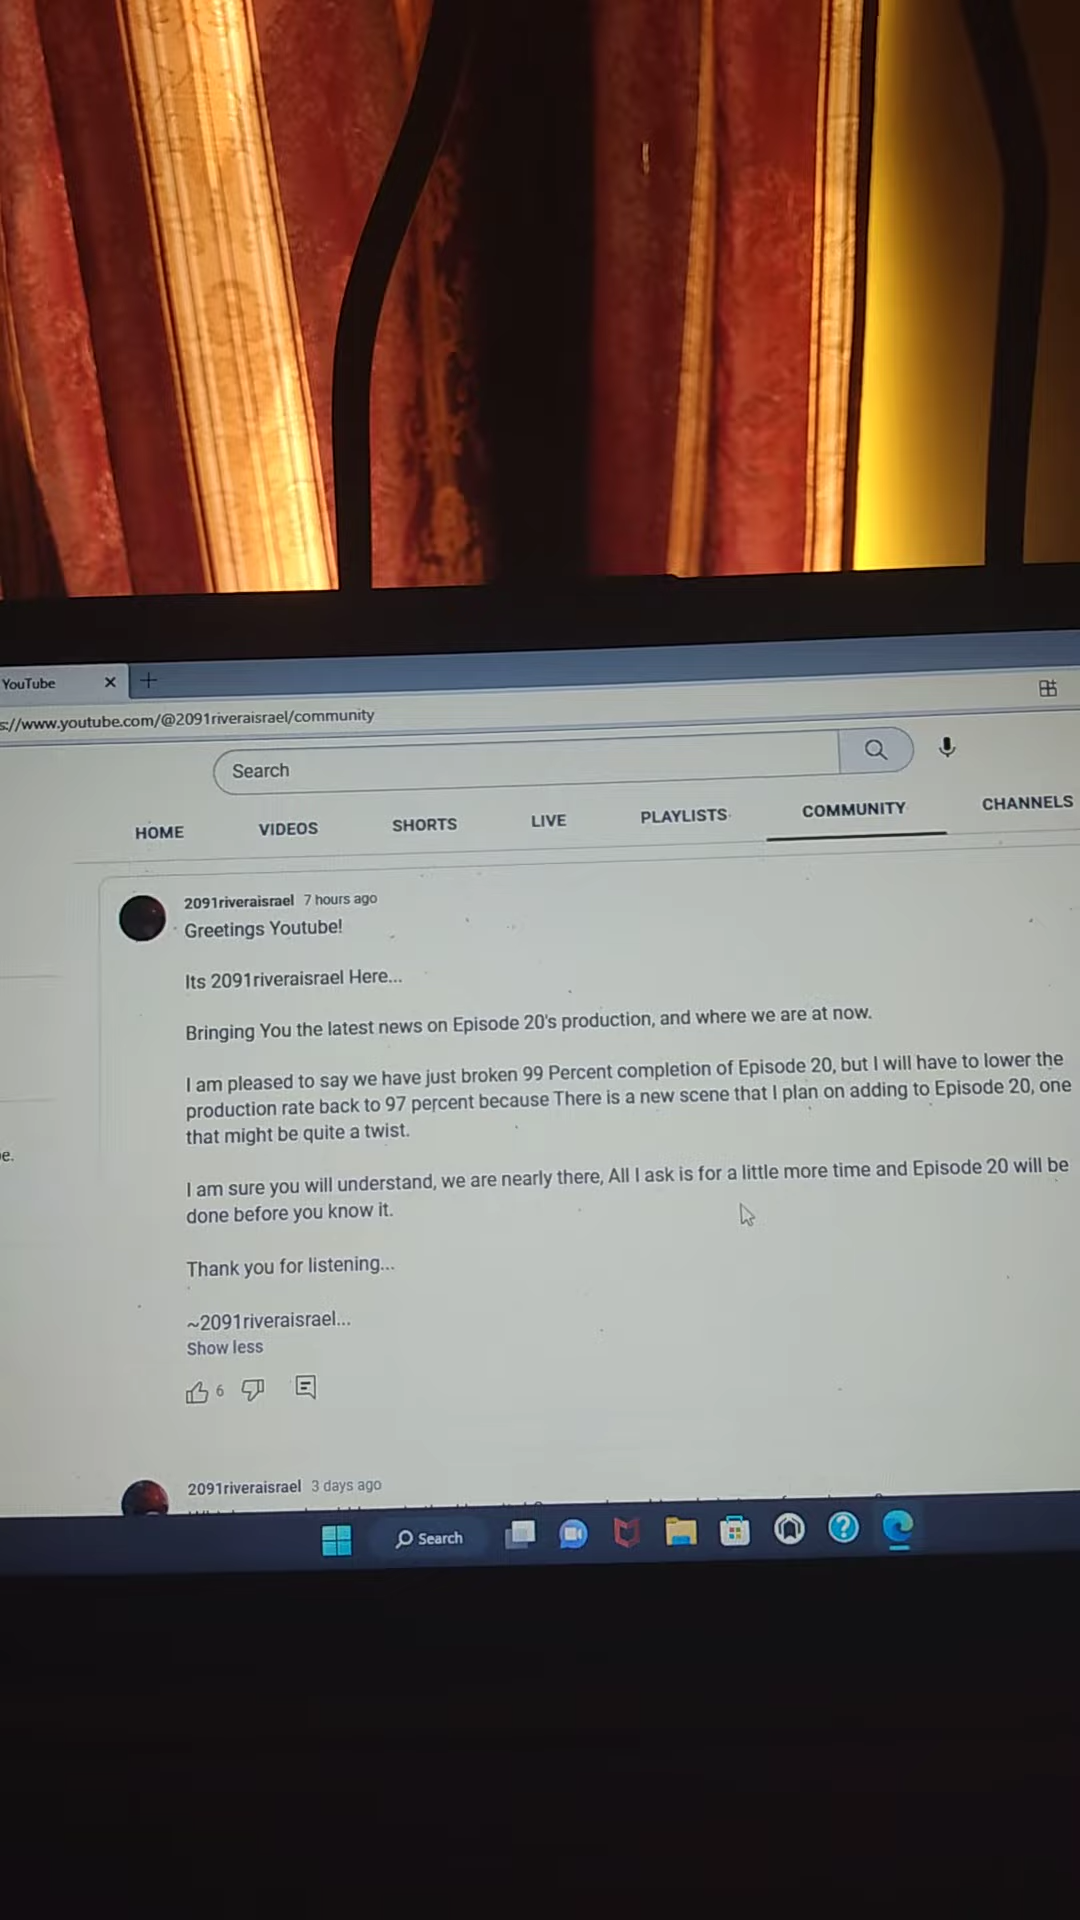 YouTube
s://www.youtube.com/@2091riveraisrael/community
Search
HOME VIDEOS SHORTS LIVE PLAYLISTS COMMUNITY CHANNELS
2091riveraisrael 7 hours ago
Greetings Youtube!
Its 2091riveraisrael Here...
Bringing You the latest news on Episode 20's production, and where we are at now.
I am pleased to say we have just broken 99 Percent completion of Episode 20, but I will have to lower the
production rate back to 97 percent because There is a new scene that I plan on adding to Episode 20, one
that might be quite a twist.
e.
I am sure you will understand, we are nearly there, All I ask is for a little more time and Episode 20 will be
done before you know it.
Thank you for listening...
~2091riveraisrael...
Show less
6
2091riveraisrael 3 days ago
Search